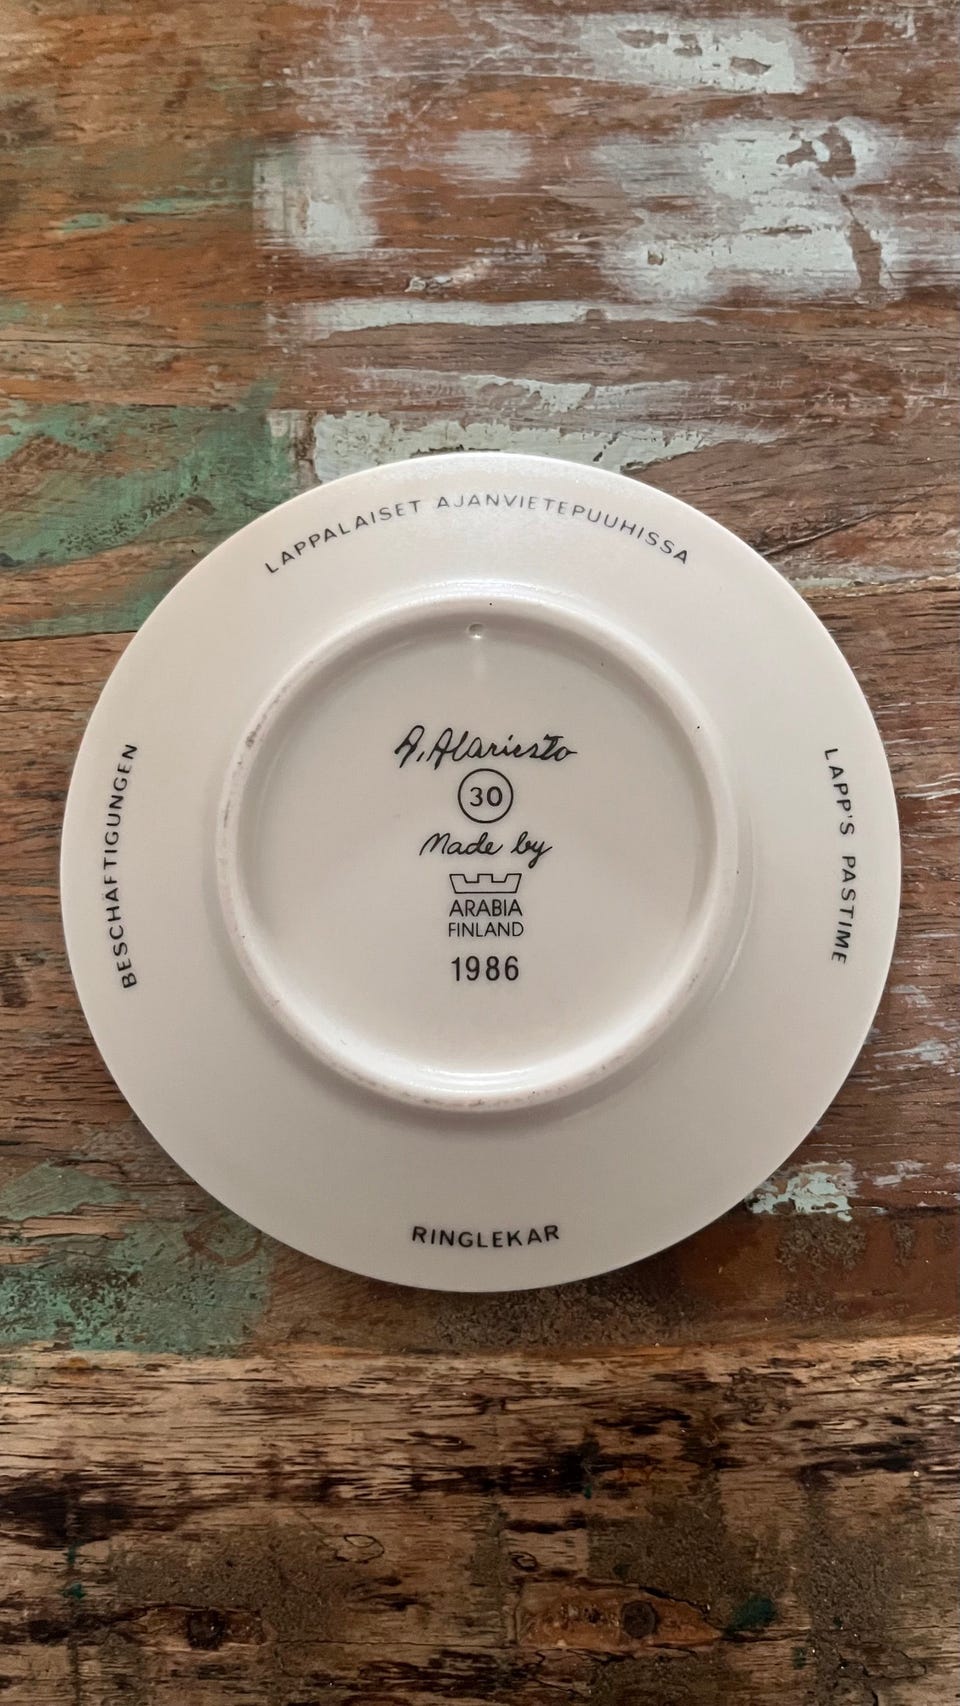 LAPPALAISET AJANVIETEPUUHISSA
A. Alariesto
30
Made by
ARABIA
FINLAND
1986
LAPP'S PASTIME
RINGLEKAR
BESCHAFTIGUNGEN